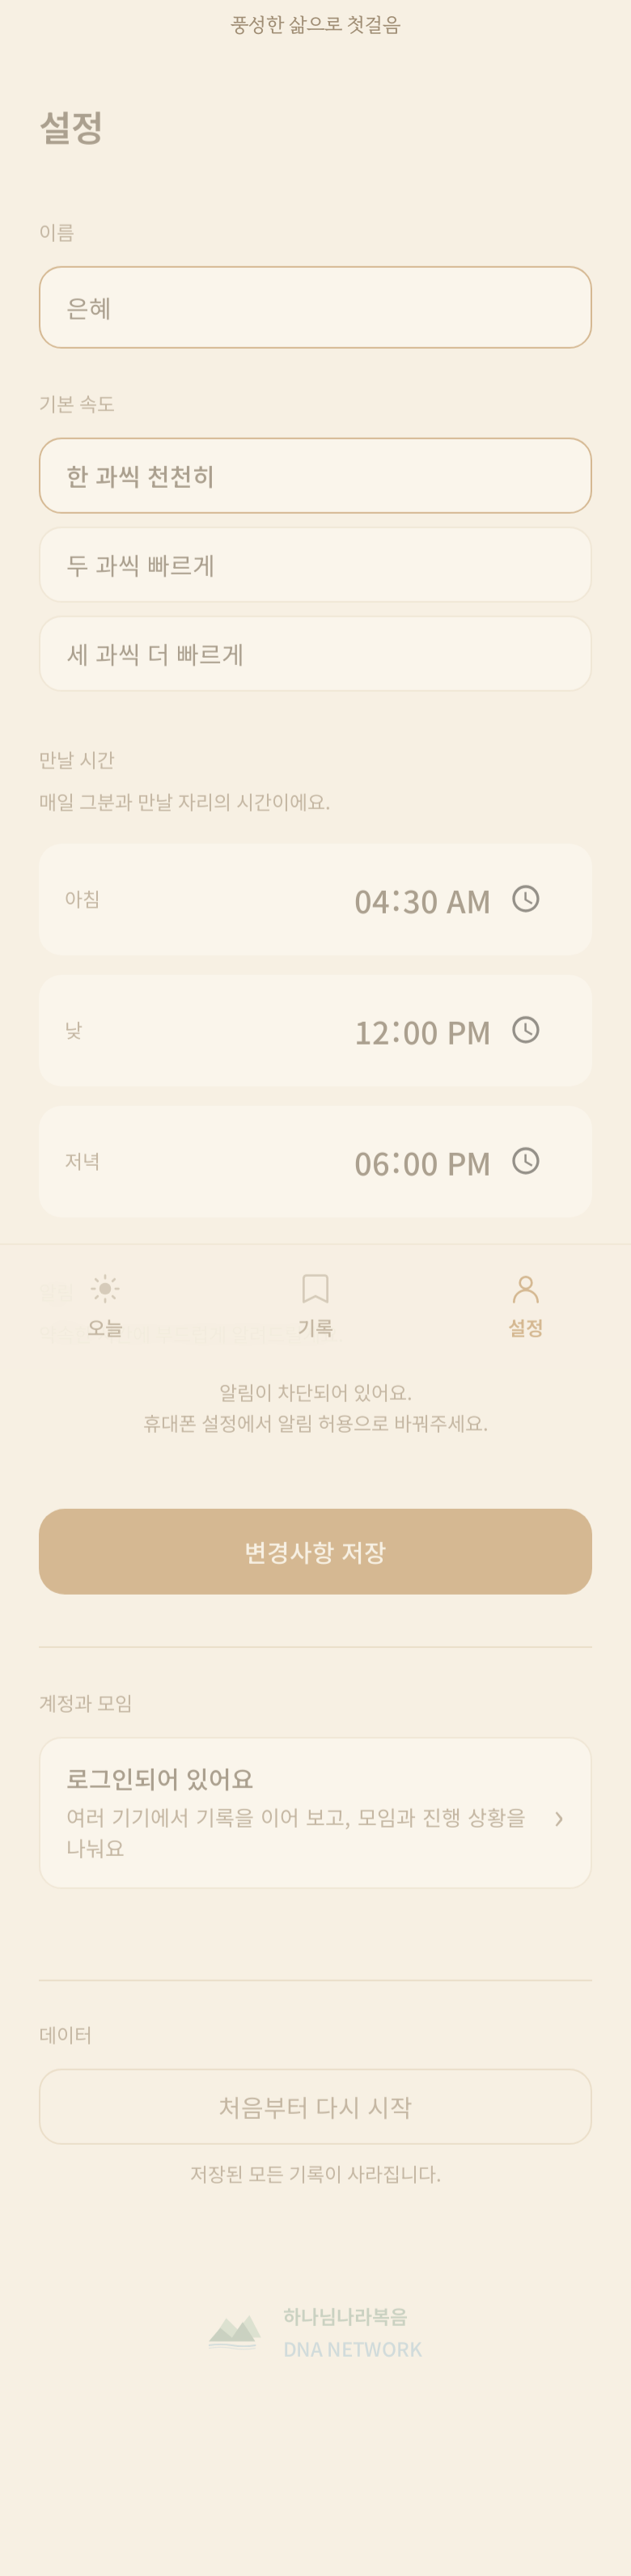 풍성한 삶으로 첫걸음
설정
이름
은혜
기본 속도
한 과씩 천천히
두 과씩 빠르게
세 과씩 더 빠르게
만날 시간
매일 그분과 만날 자리의 시간이에요.
아침
04:30 AM
낮
12:00 PM
저녁
06:00 PM
알림
오늘
기록
설정
알림이 차단되어 있어요.
휴대폰 설정에서 알림 허용으로 바꿔주세요.
변경사항 저장
계정과 모임
로그인되어 있어요
여러 기기에서 기록을 이어 보고, 모임과 진행 상황을
나눠요
데이터
처음부터 다시 시작
저장된 모든 기록이 사라집니다.
하나님나라복음
DNA NETWORK